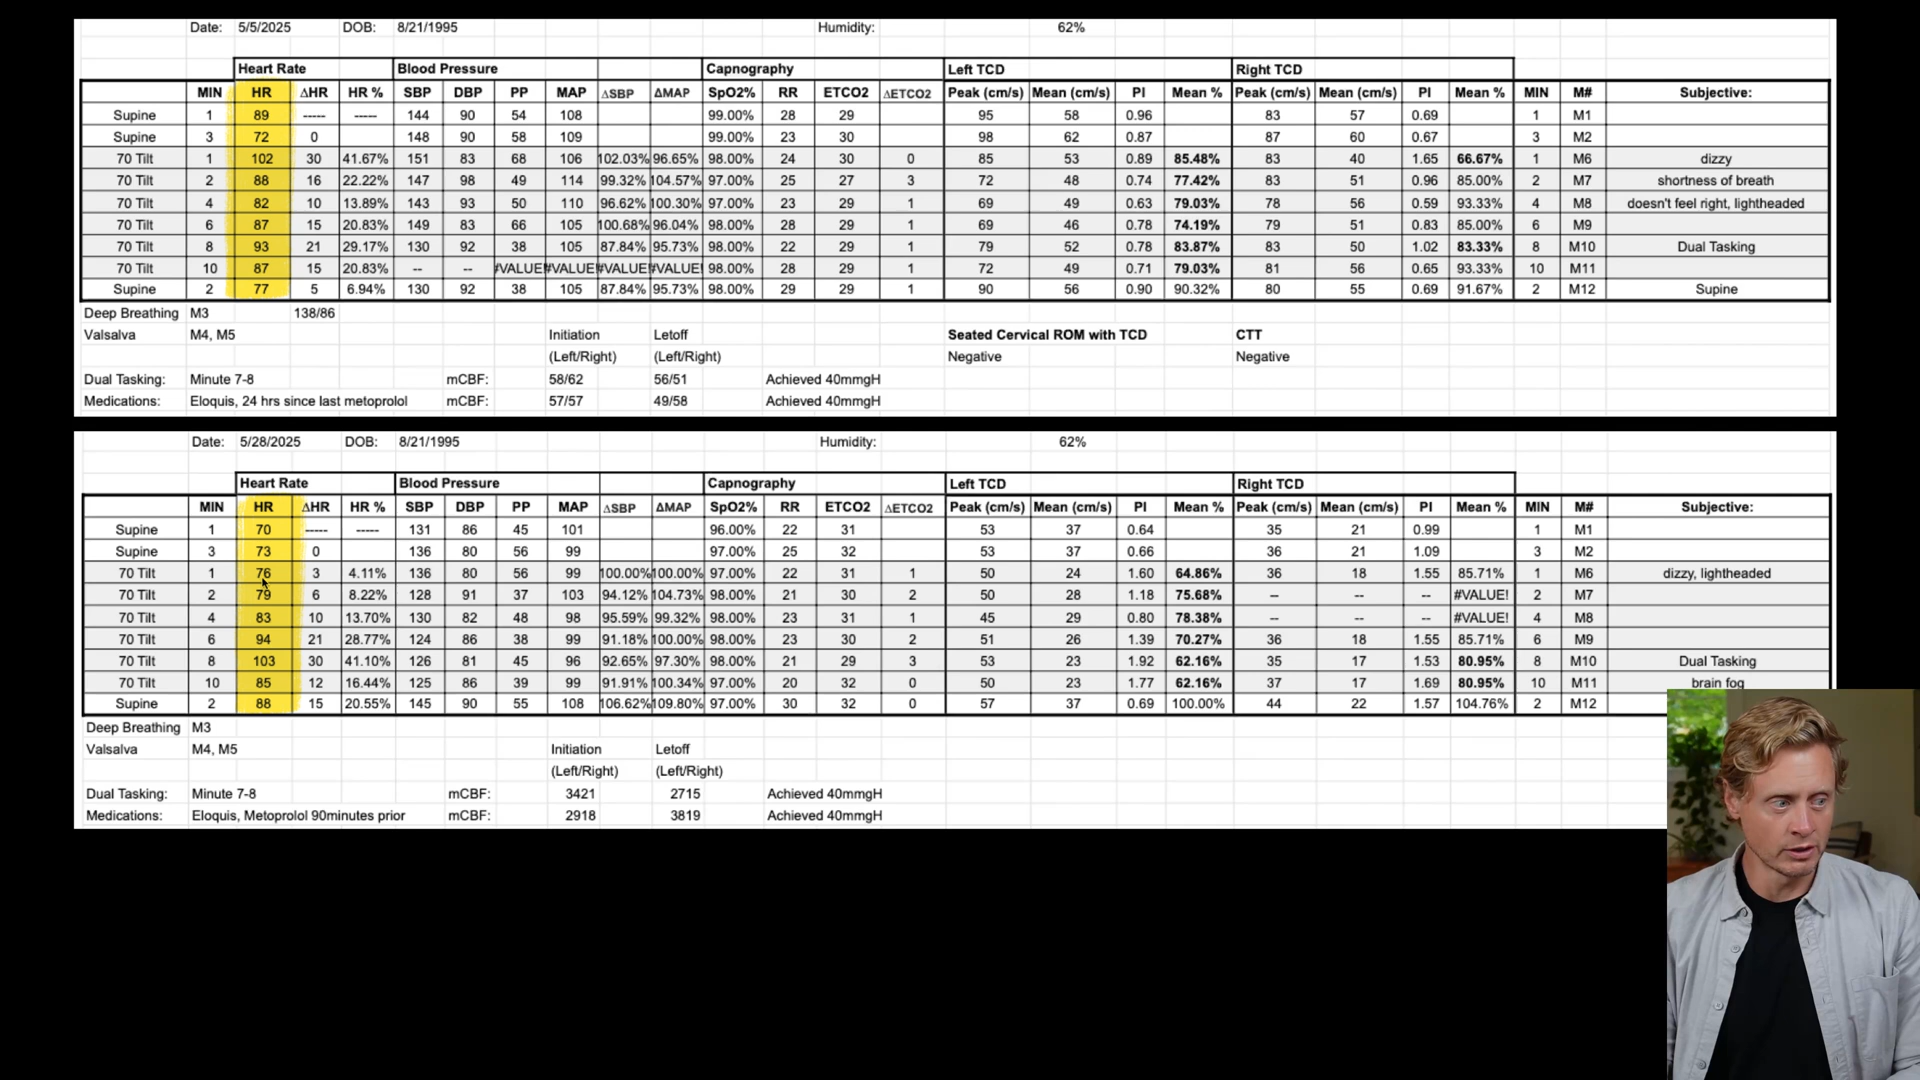 Date: 5/5/2025 DOB: 8/21/1995 Humidity: 62%
Heart Rate Blood Pressure Capnography Left TCD Right TCD
MIN HR ΔHR HR % SBP DBP PP MAP ΔSBP ΔMAP SpO2% RR ETCO2 ΔETCO2 Peak (cm/s) Mean (cm/s) PI Mean % Peak (cm/s) Mean (cm/s) PI Mean % MIN M# Subjective:
Supine 1 89 ----- ----- 144 90 54 108 99.00% 28 29 95 58 0.96 83 57 0.69 1 M1
Supine 3 72 0 148 90 58 109 99.00% 23 30 98 62 0.87 87 60 0.67 3 M2
70 Tilt 1 102 30 41.67% 151 83 68 106 102.03% 96.65% 98.00% 24 30 0 85 53 0.89 85.48% 83 40 1.65 66.67% 1 M6 dizzy
70 Tilt 2 88 16 22.22% 147 98 49 114 99.32% 104.57% 97.00% 25 27 3 72 48 0.74 77.42% 83 51 0.96 85.00% 2 M7 shortness of breath
70 Tilt 4 82 10 13.89% 143 93 50 110 96.62% 100.30% 97.00% 23 29 1 69 49 0.63 79.03% 78 56 0.59 93.33% 4 M8 doesn't feel right, lightheaded
70 Tilt 6 87 15 20.83% 149 83 66 105 100.68% 96.04% 98.00% 28 29 1 69 46 0.78 74.19% 79 51 0.83 85.00% 6 M9
70 Tilt 8 93 21 29.17% 130 92 38 105 87.84% 95.73% 98.00% 22 29 1 79 52 0.78 83.87% 83 50 1.02 83.33% 8 M10 Dual Tasking
70 Tilt 10 87 15 20.83% -- -- #VALUE! #VALUE! #VALUE! #VALUE! 98.00% 28 29 1 72 49 0.71 79.03% 81 56 0.65 93.33% 10 M11
Supine 2 77 5 6.94% 130 92 38 105 87.84% 95.73% 98.00% 29 29 1 90 56 0.90 90.32% 80 55 0.69 91.67% 2 M12 Supine
Deep Breathing M3 138/86
Valsalva M4, M5 Initiation Letoff Seated Cervical ROM with TCD CTT
(Left/Right) (Left/Right) Negative Negative
Dual Tasking: Minute 7-8 mCBF: 58/62 56/51 Achieved 40mmgH
Medications: Eloquis, 24 hrs since last metoprolol mCBF: 57/57 49/58 Achieved 40mmgH
Date: 5/28/2025 DOB: 8/21/1995 Humidity: 62%
Heart Rate Blood Pressure Capnography Left TCD Right TCD
MIN HR ΔHR HR % SBP DBP PP MAP ΔSBP ΔMAP SpO2% RR ETCO2 ΔETCO2 Peak (cm/s) Mean (cm/s) PI Mean % Peak (cm/s) Mean (cm/s) PI Mean % MIN M# Subjective:
Supine 1 70 ----- ----- 131 86 45 101 96.00% 22 31 53 37 0.64 35 21 0.99 1 M1
Supine 3 73 0 136 80 56 99 97.00% 25 32 53 37 0.66 36 21 1.09 3 M2
70 Tilt 1 76 3 4.11% 136 80 56 99 100.00% 100.00% 97.00% 22 31 1 50 24 1.60 64.86% 36 18 1.55 85.71% 1 M6 dizzy, lightheaded
70 Tilt 2 79 6 8.22% 128 91 37 103 94.12% 104.73% 98.00% 21 30 2 50 28 1.18 75.68% -- -- -- #VALUE! 2 M7
70 Tilt 4 83 10 13.70% 130 82 48 98 95.59% 99.32% 98.00% 23 31 1 45 29 0.80 78.38% -- -- -- #VALUE! 4 M8
70 Tilt 6 94 21 28.77% 124 86 38 99 91.18% 100.00% 98.00% 23 30 2 51 26 1.39 70.27% 36 18 1.55 85.71% 6 M9
70 Tilt 8 103 30 41.10% 126 81 45 96 92.65% 97.30% 98.00% 21 29 3 53 23 1.92 62.16% 35 17 1.53 80.95% 8 M10 Dual Tasking
70 Tilt 10 85 12 16.44% 125 86 39 99 91.91% 100.34% 97.00% 20 32 0 50 23 1.77 62.16% 37 17 1.69 80.95% 10 M11 brain fog
Supine 2 88 15 20.55% 145 90 55 108 106.62% 109.80% 97.00% 30 32 0 57 37 0.69 100.00% 44 22 1.57 104.76% 2 M12
Deep Breathing M3
Valsalva M4, M5 Initiation Letoff
(Left/Right) (Left/Right)
Dual Tasking: Minute 7-8 mCBF: 3421 2715 Achieved 40mmgH
Medications: Eloquis, Metoprolol 90minutes prior mCBF: 2918 3819 Achieved 40mmgH